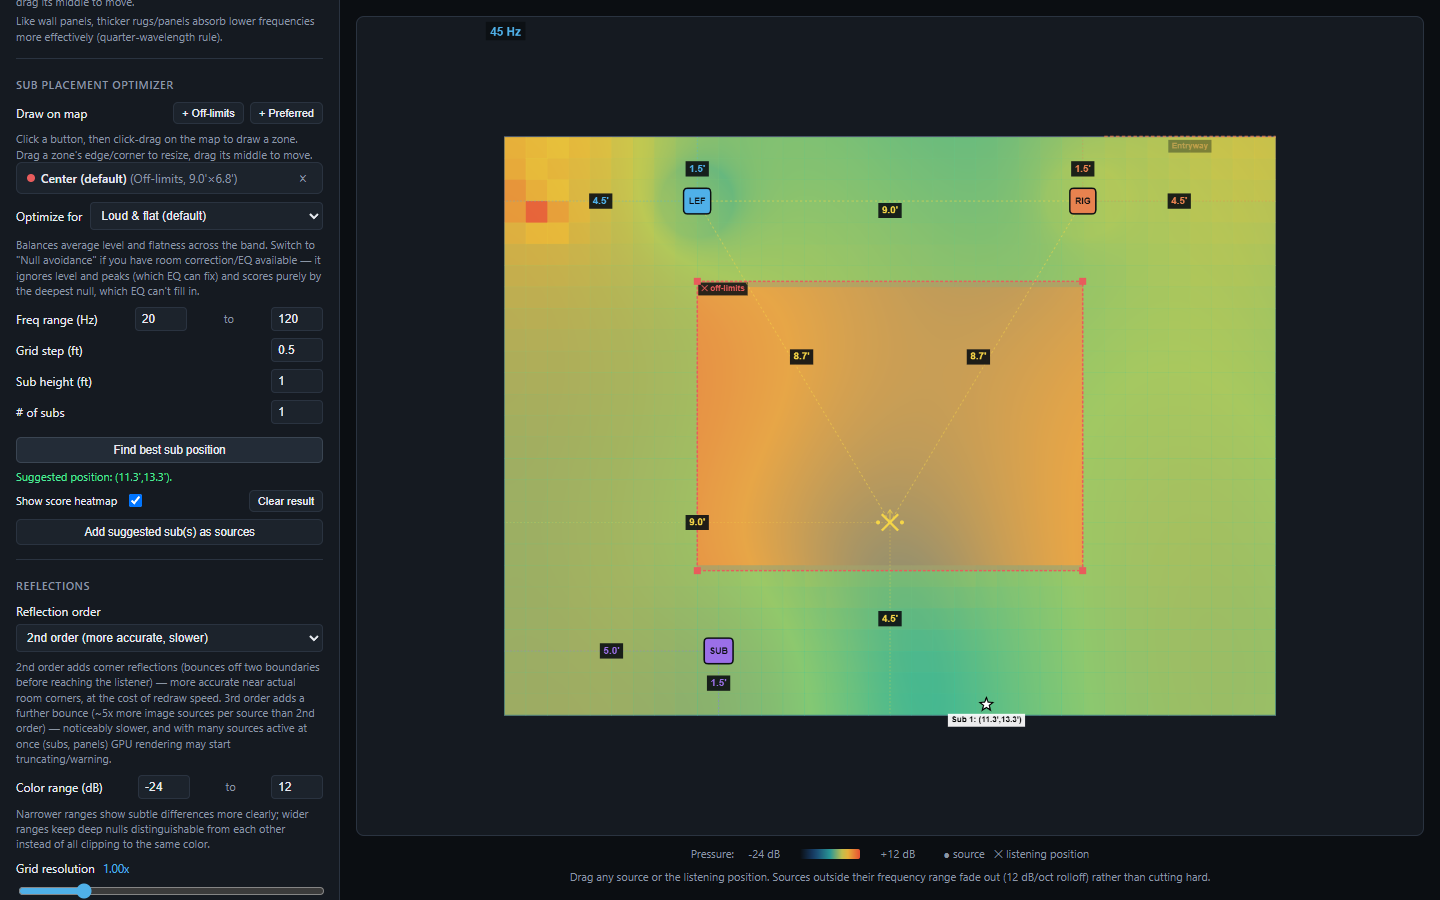 drag its middle to move.
Like wall panels, thicker rugs/panels absorb lower frequencies
more effectively (quarter-wavelength rule).
SUB PLACEMENT OPTIMIZER
Draw on map
+ Off-limits
+ Preferred
Click a button, then click-drag on the map to draw a zone.
Drag a zone's edge/corner to resize, drag its middle to move.
Center (default) (Off-limits, 9.0'×6.8') ×
Optimize for
Loud & flat (default)
Balances average level and flatness across the band. Switch to
"Null avoidance" if you have room correction/EQ available — it
ignores level and peaks (which EQ can fix) and scores purely by
the deepest null, which EQ can't fill in.
Freq range (Hz) 20 to 120
Grid step (ft) 0.5
Sub height (ft) 1
# of subs 1
Find best sub position
Suggested position: (11.3',13.3').
Show score heatmap
Clear result
Add suggested sub(s) as sources
REFLECTIONS
Reflection order
2nd order (more accurate, slower)
2nd order adds corner reflections (bounces off two boundaries
before reaching the listener) — more accurate near actual
room corners, at the cost of redraw speed. 3rd order adds a
further bounce (~5x more image sources per source than 2nd
order) — noticeably slower, and with many sources active at
once (subs, panels) GPU rendering may start
truncating/warning.
Color range (dB) -24 to 12
Narrower ranges show subtle differences more clearly; wider
ranges keep deep nulls distinguishable from each other
instead of all clipping to the same color.
Grid resolution 1.00x
45 Hz
Entryway
1.5'
1.5'
4.5'
LEF
9.0'
RIG
4.5'
× off-limits
8.7'
8.7'
9.0'
4.5'
5.0'
SUB
1.5'
Sub 1: (11.3',13.3')
Pressure: -24 dB +12 dB ● source × listening position
Drag any source or the listening position. Sources outside their frequency range fade out (12 dB/oct rolloff) rather than cutting hard.